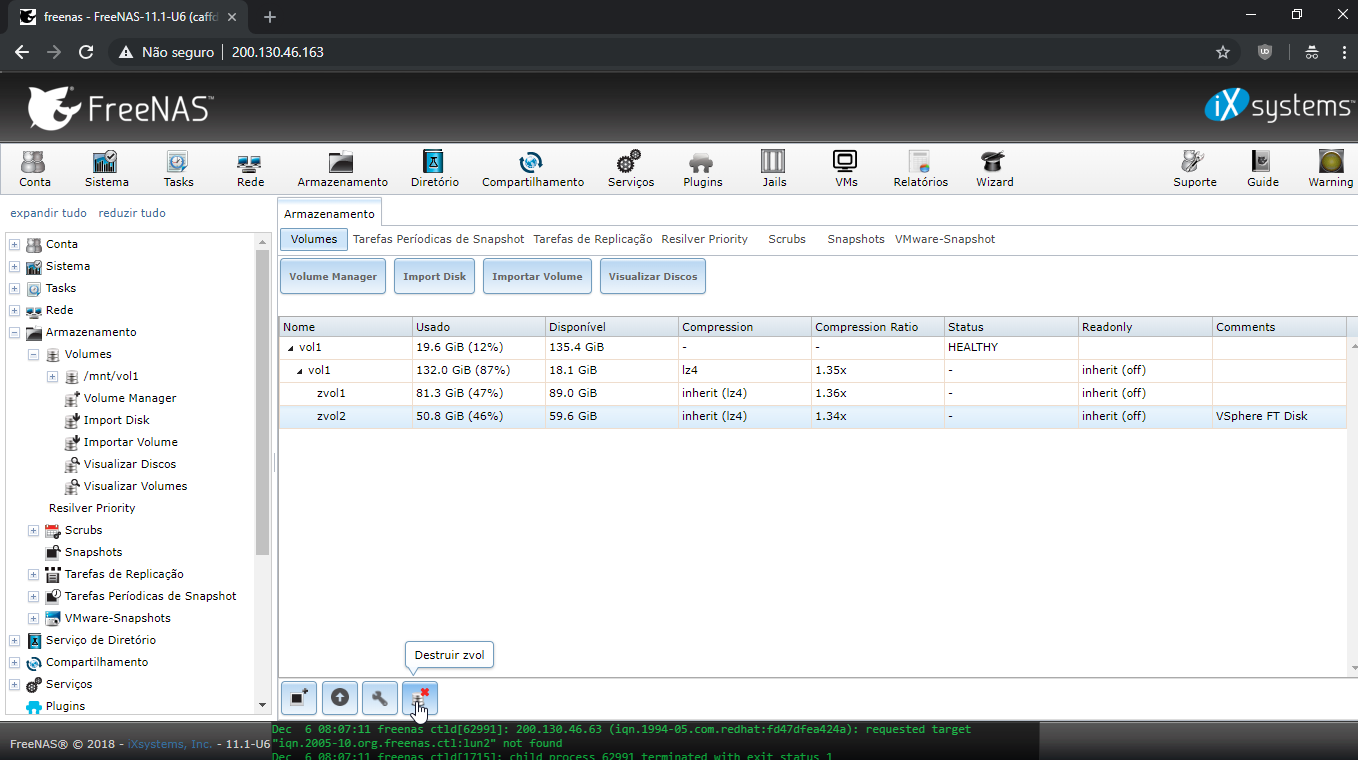 freenas - FreeNAS-11.1-U6 (caffd
Não seguro | 200.130.46.163
FreeNAS™
iXsystems™
Conta Sistema Tasks Rede Armazenamento Diretório Compartilhamento Serviços Plugins Jails VMs Relatórios Wizard Suporte Guide Warning
expandir tudo reduzir tudo
Conta
Sistema
Tasks
Rede
Armazenamento
Volumes
/mnt/vol1
Volume Manager
Import Disk
Importar Volume
Visualizar Discos
Visualizar Volumes
Resilver Priority
Scrubs
Snapshots
Tarefas de Replicação
Tarefas Períodicas de Snapshot
VMware-Snapshots
Serviço de Diretório
Compartilhamento
Serviços
Plugins
Armazenamento
Volumes Tarefas Períodicas de Snapshot Tarefas de Replicação Resilver Priority Scrubs Snapshots VMware-Snapshot
Volume Manager Import Disk Importar Volume Visualizar Discos
Nome Usado Disponível Compression Compression Ratio Status Readonly Comments
vol1 19.6 GiB (12%) 135.4 GiB - - HEALTHY
vol1 132.0 GiB (87%) 18.1 GiB lz4 1.35x - inherit (off)
zvol1 81.3 GiB (47%) 89.0 GiB inherit (lz4) 1.36x - inherit (off)
zvol2 50.8 GiB (46%) 59.6 GiB inherit (lz4) 1.34x - inherit (off) VSphere FT Disk
Destruir zvol
FreeNAS® © 2018 - iXsystems, Inc. - 11.1-U6
Dec 6 08:07:11 freenas ctld[62991]: 200.130.46.63 (iqn.1994-05.com.redhat:fd47dfea424a): requested target
"iqn.2005-10.org.freenas.ctl:lun2" not found
Dec 6 08:07:11 freenas ctld[1715]: child process 62991 terminated with exit status 1